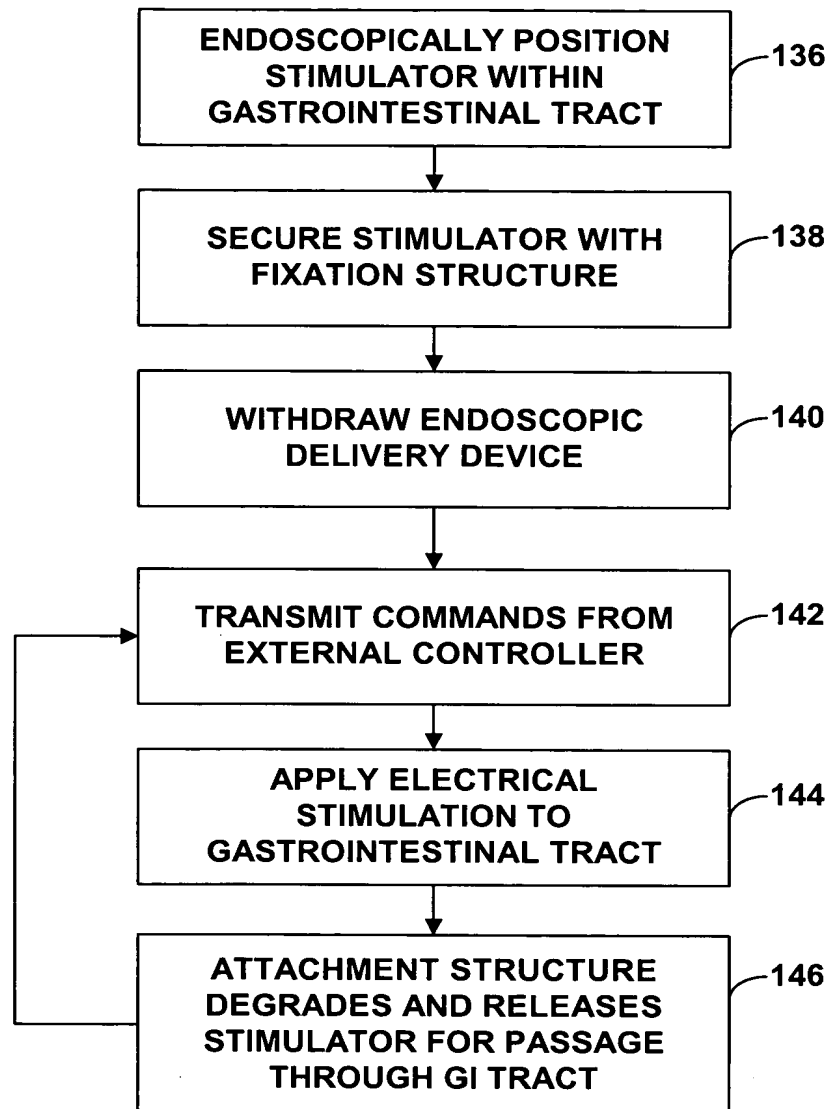 ENDOSCOPICALLY POSITION
STIMULATOR WITHIN
GASTROINTESTINAL TRACT
136
SECURE STIMULATOR WITH
FIXATION STRUCTURE
138
WITHDRAW ENDOSCOPIC
DELIVERY DEVICE
140
TRANSMIT COMMANDS FROM
EXTERNAL CONTROLLER
142
APPLY ELECTRICAL
STIMULATION TO
GASTROINTESTINAL TRACT
144
ATTACHMENT STRUCTURE
DEGRADES AND RELEASES
STIMULATOR FOR PASSAGE
THROUGH GI TRACT
146